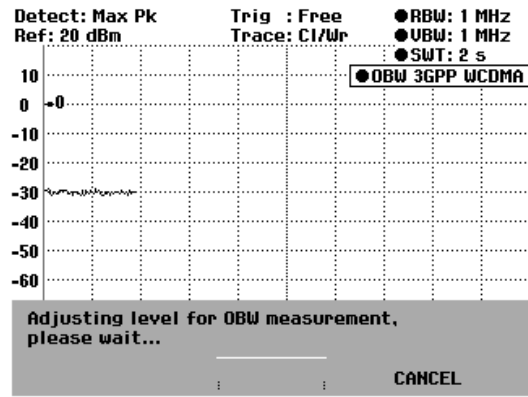 Detect: Max Pk Trig : Free ●RBW: 1 MHz
Ref: 20 dBm Trace: Cl/Wr ●VBW: 1 MHz
●SWT: 2 s
●OBW 3GPP WCDMA
10
0
0
-10
-20
-30
-40
-50
-60
Adjusting level for OBW measurement,
please wait...
CANCEL